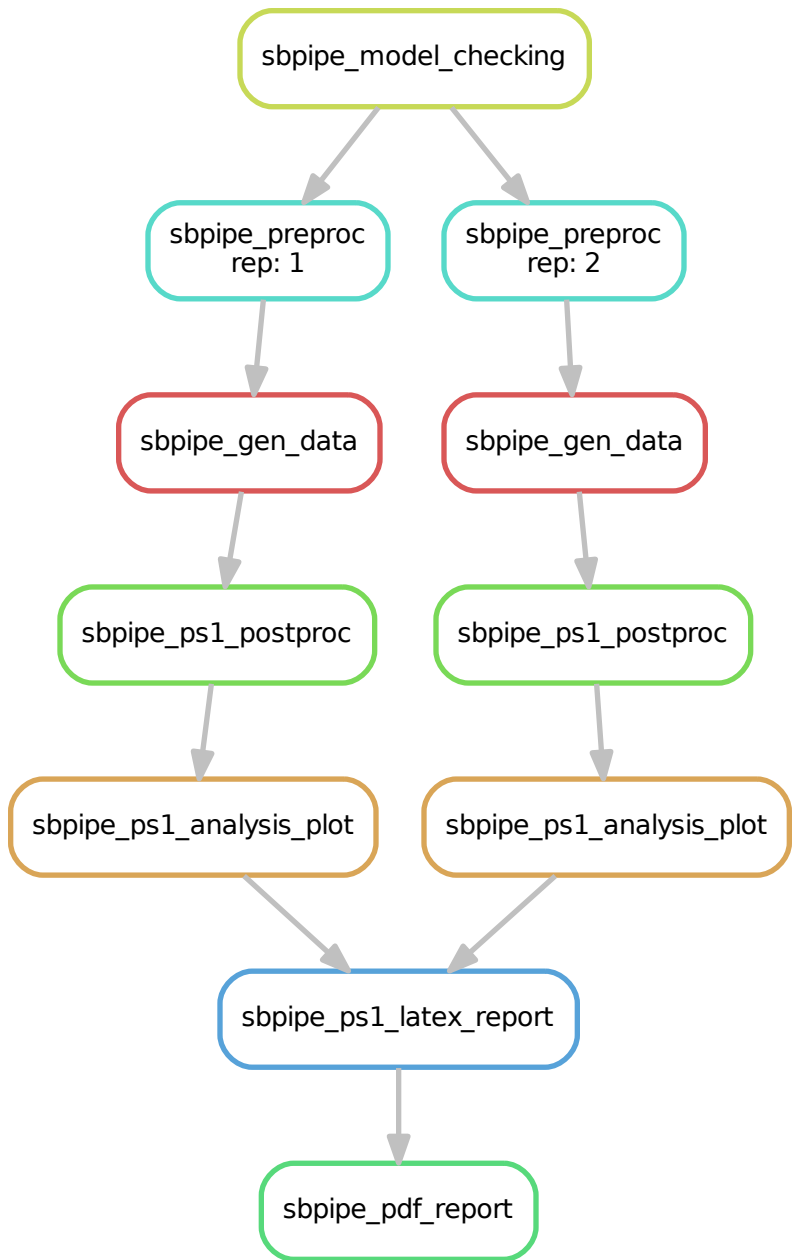 sbpipe_model_checking
sbpipe_preproc
rep: 1
sbpipe_preproc
rep: 2
sbpipe_gen_data
sbpipe_gen_data
sbpipe_ps1_postproc
sbpipe_ps1_postproc
sbpipe_ps1_analysis_plot
sbpipe_ps1_analysis_plot
sbpipe_ps1_latex_report
sbpipe_pdf_report